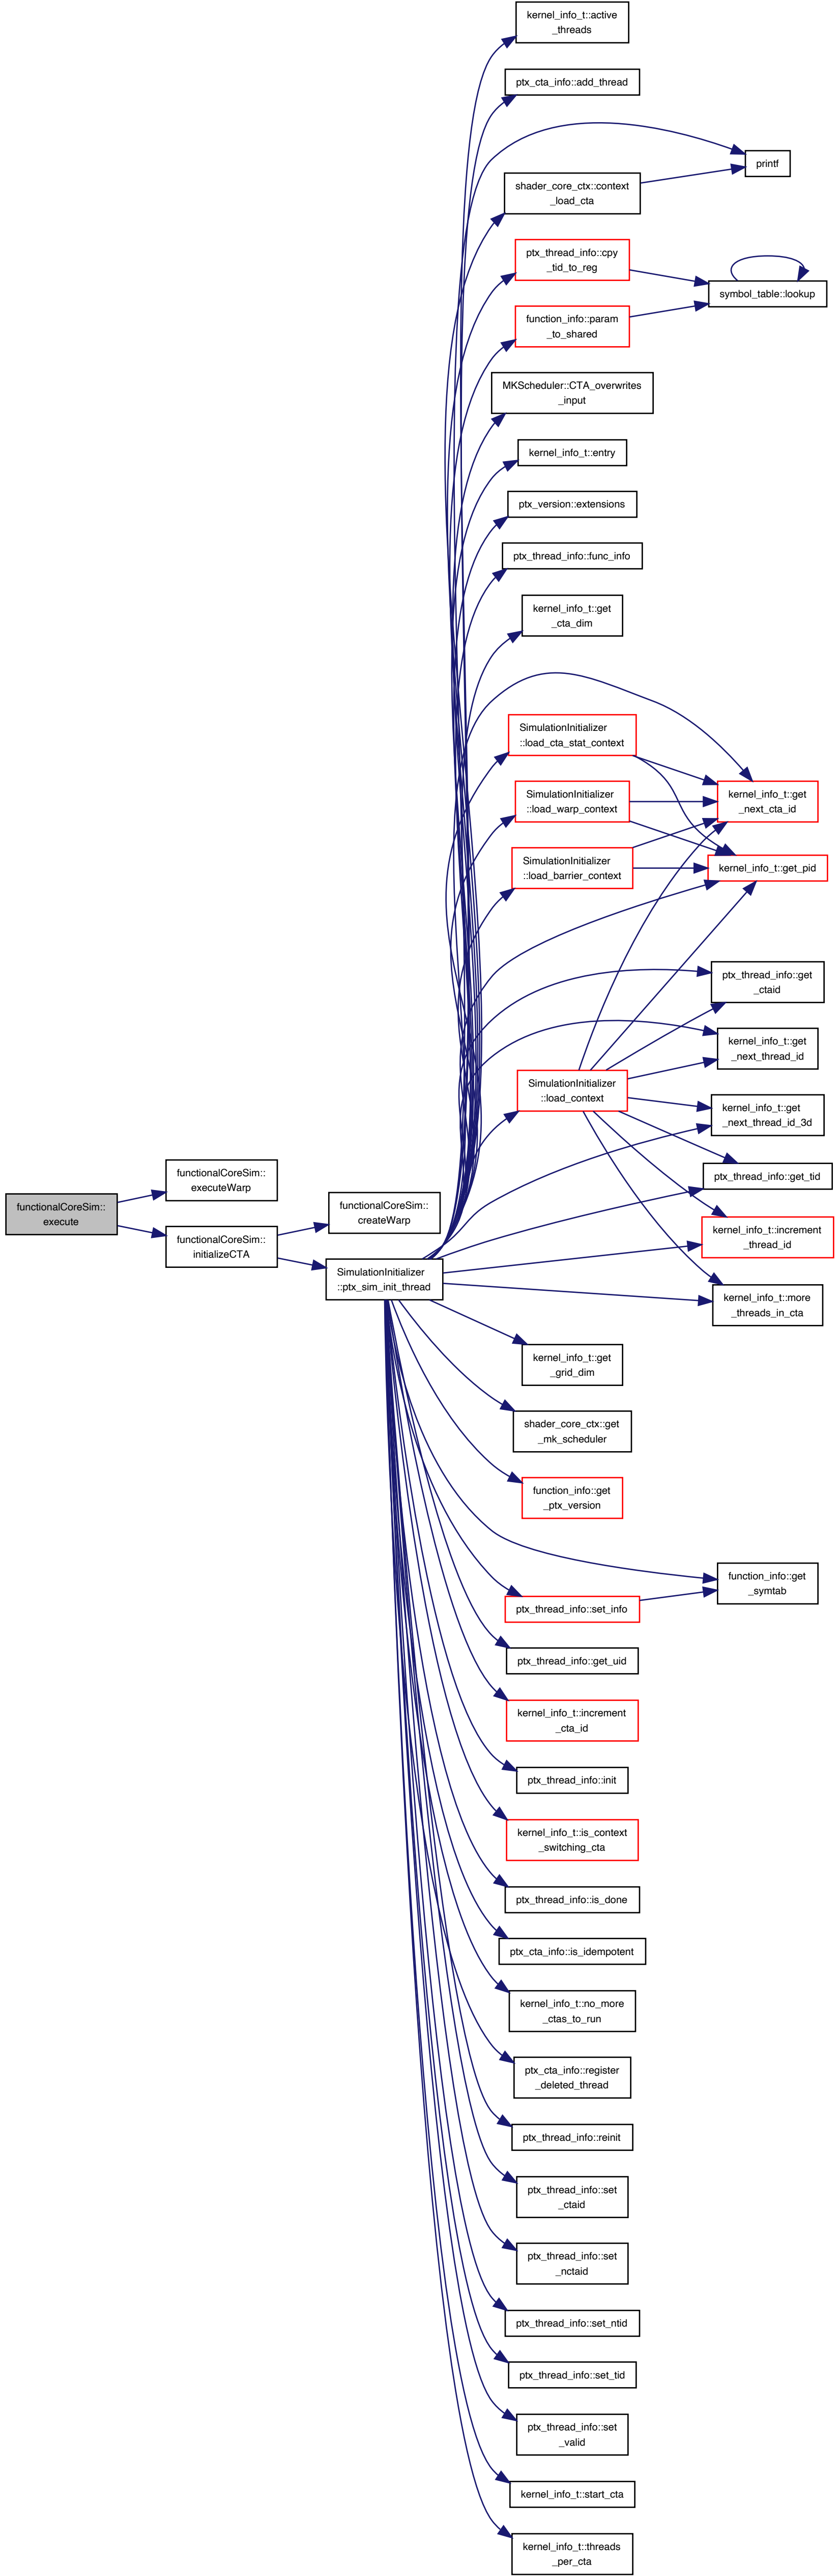 kernel_info_t::active
_threads
ptx_cta_info::add_thread
printf
shader_core_ctx::context
_load_cta
ptx_thread_info::cpy
_tid_to_reg
symbol_table::lookup
function_info::param
_to_shared
MKScheduler::CTA_overwrites
_input
kernel_info_t::entry
ptx_version::extensions
ptx_thread_info::func_info
kernel_info_t::get
_cta_dim
SimulationInitializer
::load_cta_stat_context
SimulationInitializer
::load_warp_context
kernel_info_t::get
_next_cta_id
SimulationInitializer
::load_barrier_context
kernel_info_t::get_pid
ptx_thread_info::get
_ctaid
kernel_info_t::get
_next_thread_id
SimulationInitializer
::load_context
kernel_info_t::get
_next_thread_id_3d
ptx_thread_info::get_tid
functionalCoreSim::
executeWarp
functionalCoreSim::
execute
functionalCoreSim::
createWarp
functionalCoreSim::
initializeCTA
kernel_info_t::increment
_thread_id
SimulationInitializer
::ptx_sim_init_thread
kernel_info_t::more
_threads_in_cta
kernel_info_t::get
_grid_dim
shader_core_ctx::get
_mk_scheduler
function_info::get
_ptx_version
function_info::get
_symtab
ptx_thread_info::set_info
ptx_thread_info::get_uid
kernel_info_t::increment
_cta_id
ptx_thread_info::init
kernel_info_t::is_context
_switching_cta
ptx_thread_info::is_done
ptx_cta_info::is_idempotent
kernel_info_t::no_more
_ctas_to_run
ptx_cta_info::register
_deleted_thread
ptx_thread_info::reinit
ptx_thread_info::set
_ctaid
ptx_thread_info::set
_nctaid
ptx_thread_info::set_ntid
ptx_thread_info::set_tid
ptx_thread_info::set
_valid
kernel_info_t::start_cta
kernel_info_t::threads
_per_cta